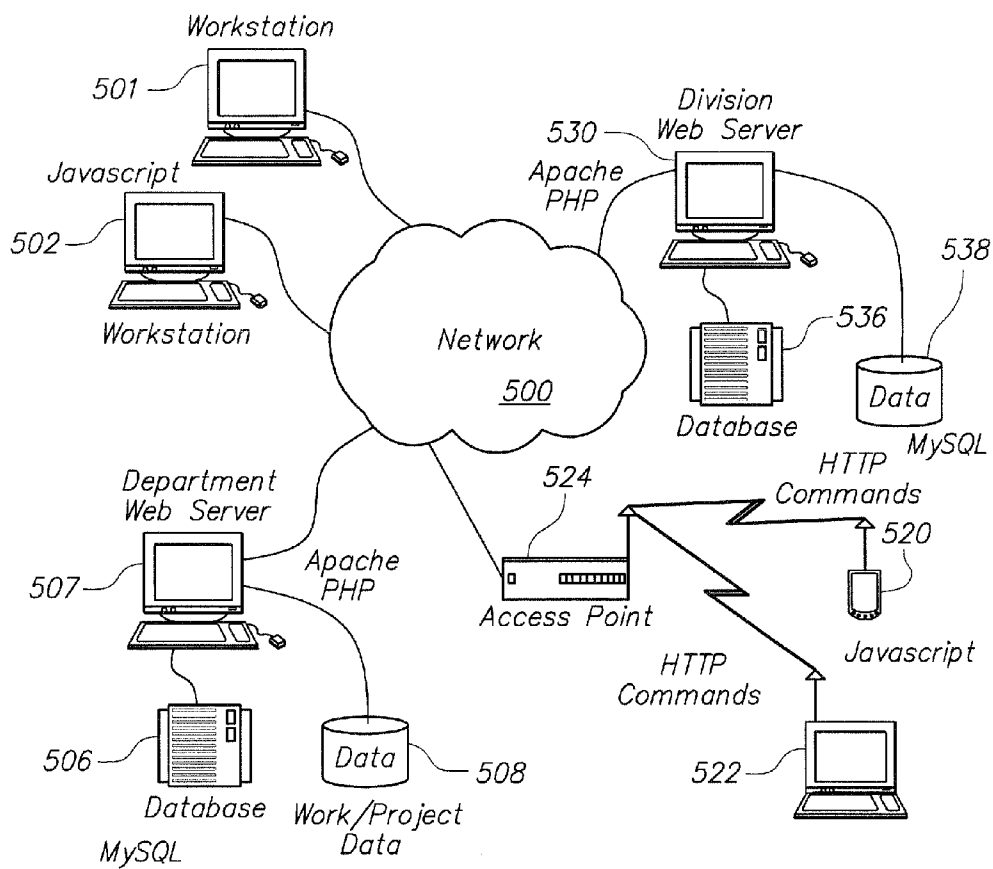 Workstation
501
Javascript
502
Workstation
Division
Web Server
530
Apache
PHP
538
536
Data
Database
MySQL
Network
500
HTTP
Commands
524
520
Access Point
Javascript
HTTP
Commands
522
Department
Web Server
507
Apache
PHP
506
Data
508
Database
Work/Project
Data
MySQL